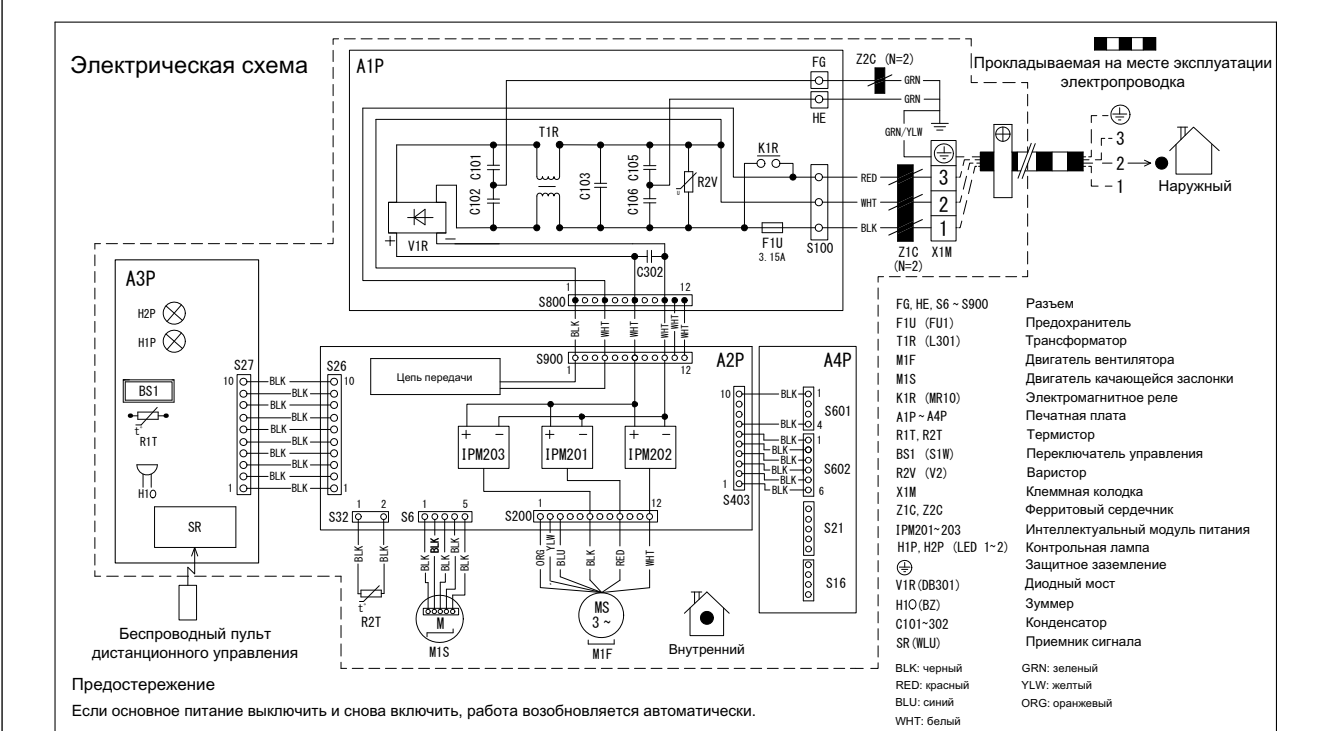 Электрическая схема
A1P
FG
Z2C (N=2)
GRN
GRN
HE
GRN/YLW
Прокладываемая на месте эксплуатации
электропроводка
3
2
1
Наружный
T1R
K1R
C101
C102
C103
C105
C106
R2V
u
RED
WHT
BLK
3
2
1
F1U
3.15A
S100
Z1C
(N=2)
X1M
+
−
V1R
C302
1
12
S800
BLK
WHT
WHT
WHT
WHT
WHT
A3P
H2P
H1P
BS1
t°
R1T
H1O
SR
S27
10
1
BLK
BLK
BLK
BLK
BLK
BLK
BLK
BLK
BLK
S26
10
1
S900
1
12
A2P
Цепь передачи
+ −
IPM203
+ −
IPM201
+ −
IPM202
10
1
S403
A4P
BLK
BLK
BLK
BLK
BLK
BLK
BLK
BLK
1
4
S601
1
6
S602
S21
S16
S32
1 2
S6
1 5
S200
1
12
BLK
BLK
t°
R2T
BLK
BLK
BLK
BLK
BLK
M
M1S
ORG
YLW
BLU
BLK
RED
WHT
MS
3 ~
M1F
Внутренний
Беспроводный пульт
дистанционного управления
FG, HE, S6 ~ S900 Разъем
F1U (FU1) Предохранитель
T1R (L301) Трансформатор
M1F Двигатель вентилятора
M1S Двигатель качающейся заслонки
K1R (MR10) Электромагнитное реле
A1P ~ A4P Печатная плата
R1T, R2T Термистор
BS1 (S1W) Переключатель управления
R2V (V2) Варистор
X1M Клеммная колодка
Z1C, Z2C Ферритовый сердечник
IPM201~203 Интеллектуальный модуль питания
H1P, H2P (LED 1~2) Контрольная лампа
Защитное заземление
V1R(DB301) Диодный мост
H1O(BZ) Зуммер
C101~302 Конденсатор
SR(WLU) Приемник сигнала
BLK: черный GRN: зеленый
RED: красный YLW: желтый
BLU: синий ORG: оранжевый
WHT: белый
Предостережение
Если основное питание выключить и снова включить, работа возобновляется автоматически.